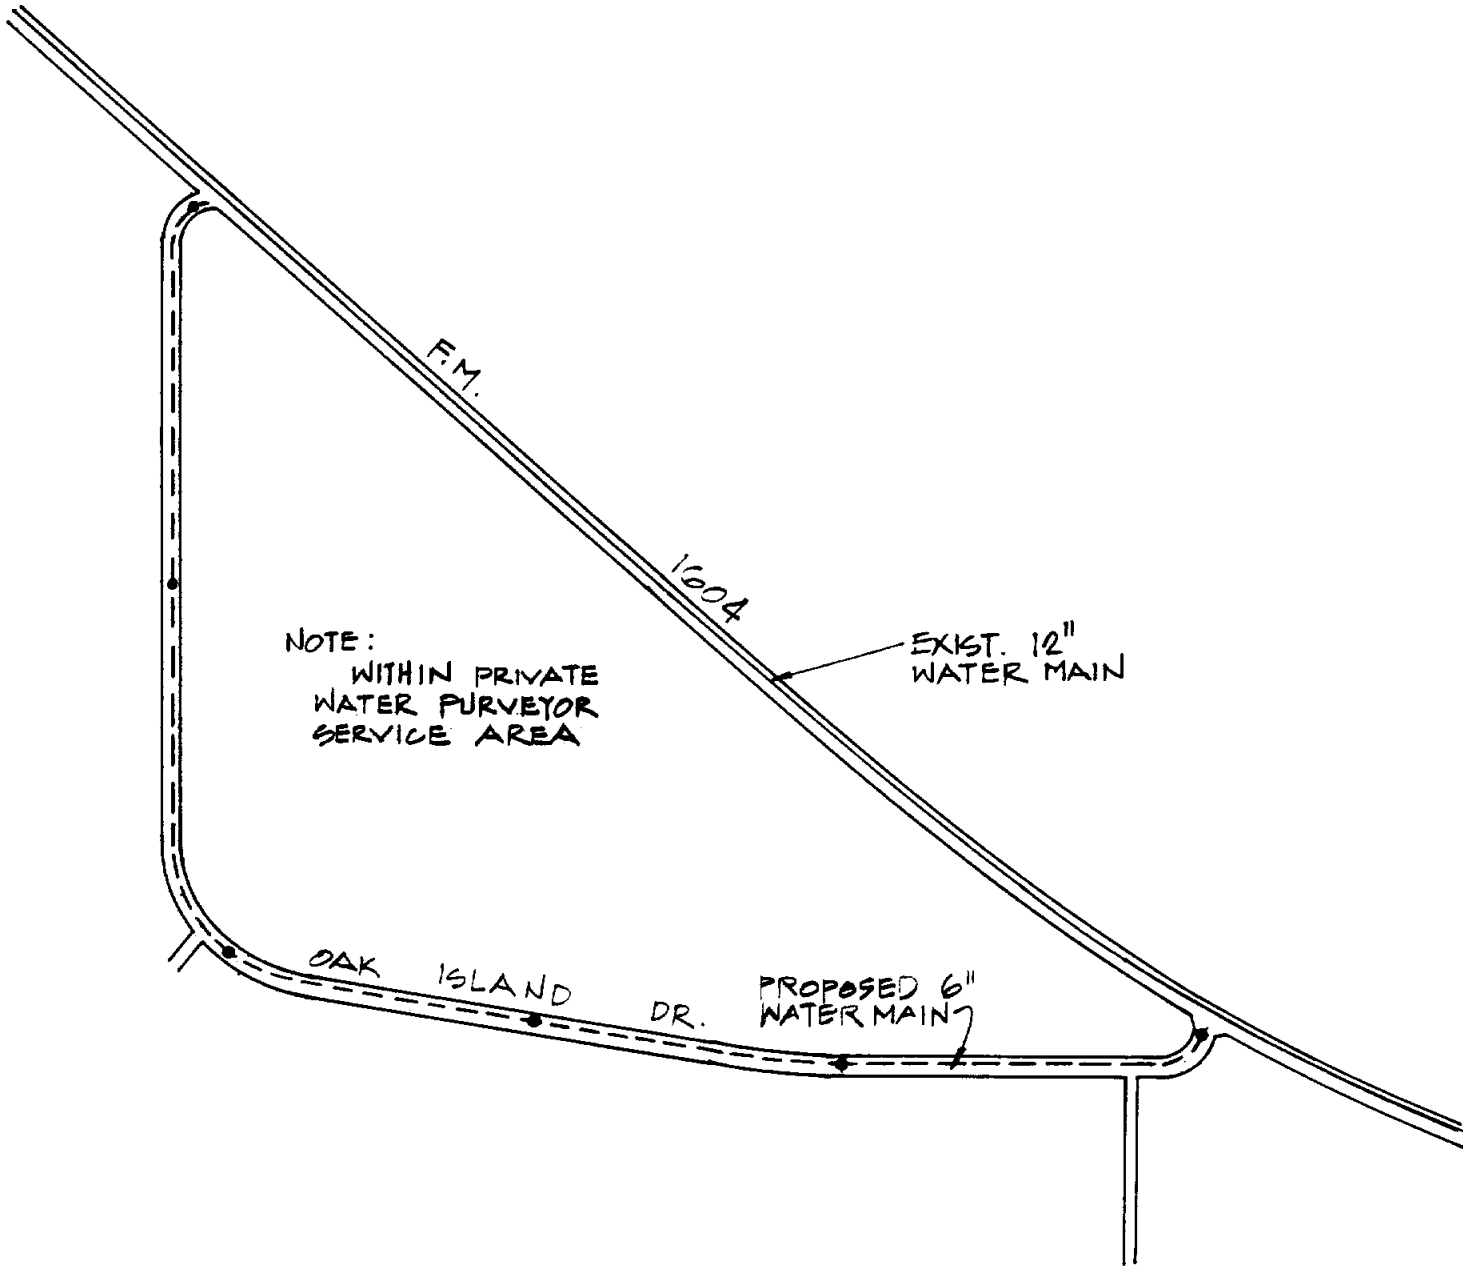 F.M.
1604
EXIST. 12"
WATER MAIN
NOTE:
WITHIN PRIVATE
WATER PURVEYOR
SERVICE AREA
OAK ISLAND DR.
PROPOSED 6"
WATER MAIN